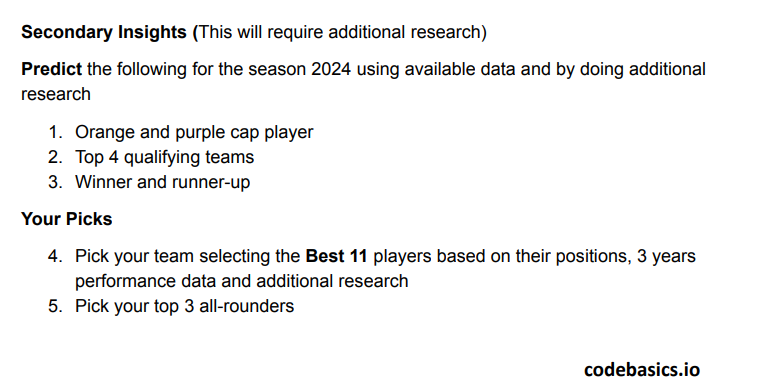 Secondary Insights (This will require additional research)
Predict the following for the season 2024 using available data and by doing additional
research
1. Orange and purple cap player
2. Top 4 qualifying teams
3. Winner and runner-up
Your Picks
4. Pick your team selecting the Best 11 players based on their positions, 3 years
performance data and additional research
5. Pick your top 3 all-rounders
codebasics.io